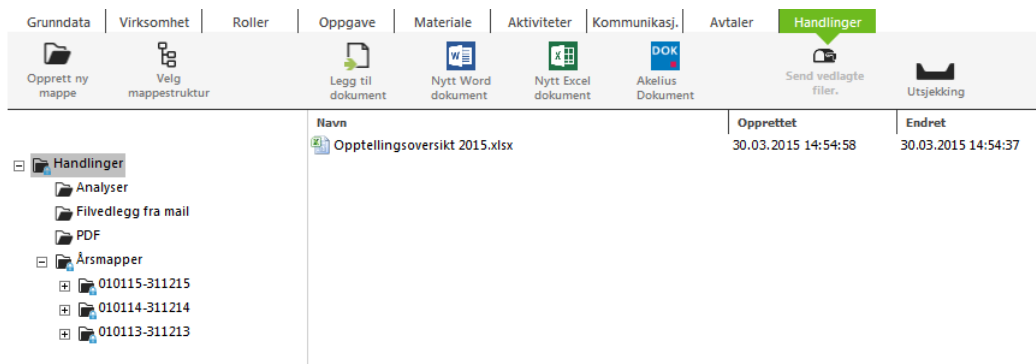 Grunndata Virksomhet Roller Oppgave Materiale Aktiviteter Kommunikasj. Avtaler Handlinger
Opprett ny mappe
Velg mappestruktur
Legg til dokument
Nytt Word dokument
Nytt Excel dokument
DOK
Akelius Dokument
Send vedlagte filer.
Utsjekking
Navn Opprettet Endret
Opptellingsoversikt 2015.xlsx 30.03.2015 14:54:58 30.03.2015 14:54:37
Handlinger
Analyser
Filvedlegg fra mail
PDF
Årsmapper
010115-311215
010114-311214
010113-311213